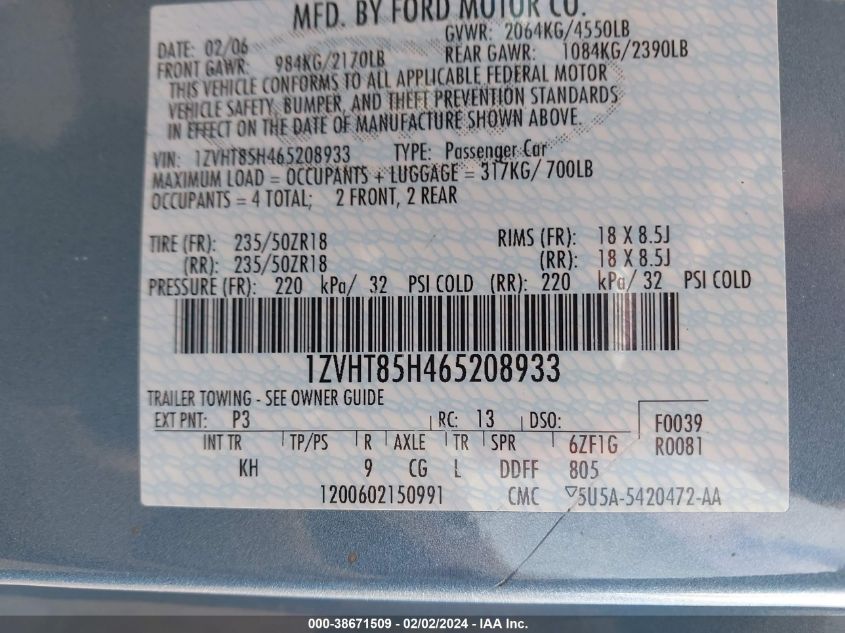 MFD. BY FORD MOTOR CO.
DATE: 02/06 GVWR: 2064KG/4550LB
FRONT GAWR: 984KG/2170LB REAR GAWR: 1084KG/2390LB
THIS VEHICLE CONFORMS TO ALL APPLICABLE FEDERAL MOTOR
VEHICLE SAFETY, BUMPER, AND THEFT PREVENTION STANDARDS
IN EFFECT ON THE DATE OF MANUFACTURE SHOWN ABOVE.
VIN: 1ZVHT85H465208933 TYPE: Passenger Car
MAXIMUM LOAD = OCCUPANTS + LUGGAGE = 317KG/ 700LB
OCCUPANTS = 4 TOTAL; 2 FRONT, 2 REAR
TIRE (FR): 235/50ZR18 RIMS (FR): 18 X 8.5J
(RR): 235/50ZR18 (RR): 18 X 8.5J
PRESSURE (FR): 220 kPa/ 32 PSI COLD (RR): 220 kPa/ 32 PSI COLD
1ZVHT85H465208933
TRAILER TOWING - SEE OWNER GUIDE
EXT PNT: P3 RC: 13 DSO: F0039
INT TR TP/PS R AXLE TR SPR 6ZF1G R0081
KH 9 CG L DDFF 805
1200602150991 CMC ▽5U5A-5420472-AA
000-38671509 - 02/02/2024 - IAA Inc.